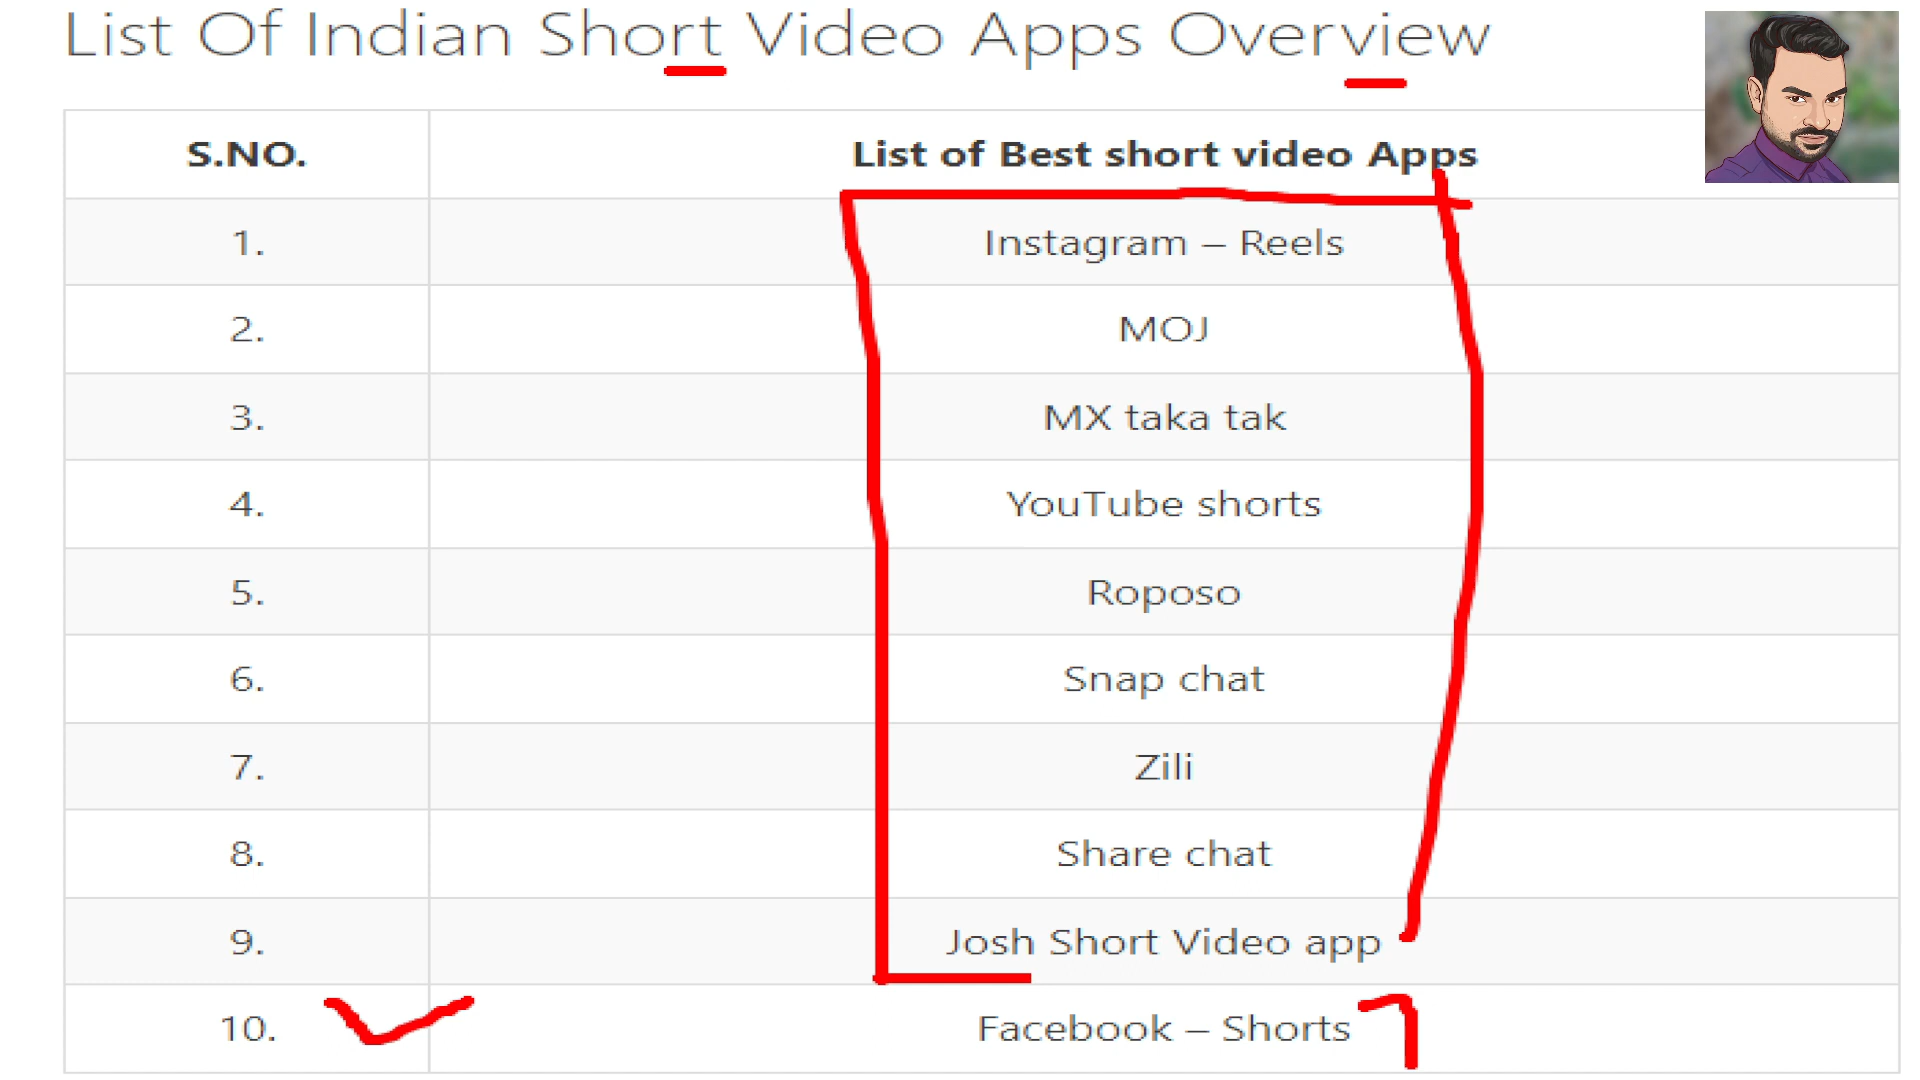 List Of Indian Short Video Apps Overview
S.NO. List of Best short video Apps
1. Instagram – Reels
2. MOJ
3. MX taka tak
4. YouTube shorts
5. Roposo
6. Snap chat
7. Zili
8. Share chat
9. Josh Short Video app
10. Facebook – Shorts